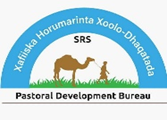 Xafiiska Horumarinta Xoolo-Dhaqatada
SRS
Pastoral Development Bureau